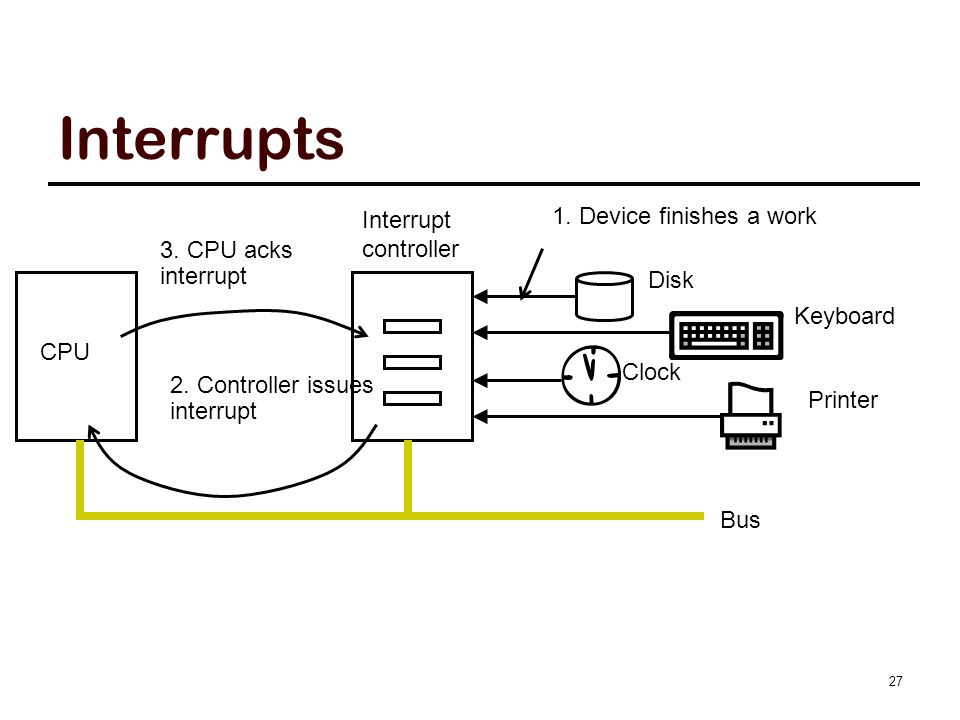 Interrupts
1. Device finishes a work
Interrupt
controller
3. CPU acks
interrupt
Disk
Keyboard
CPU
Clock
2. Controller issues
interrupt
Printer
Bus
27